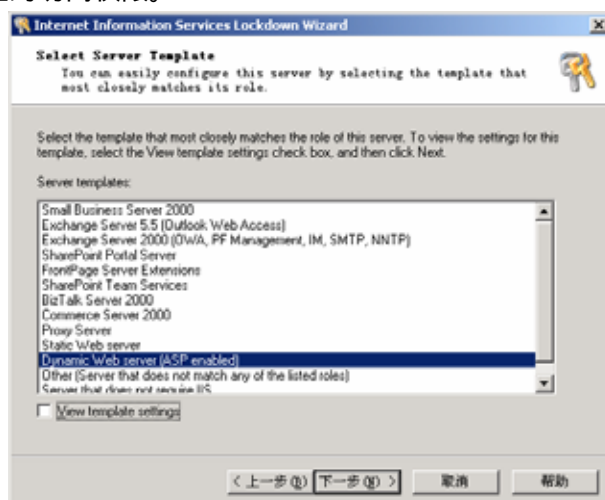 Internet Information Services Lockdown Wizard
Select Server Template
You can easily configure this server by selecting the template that
most closely matches its role.
Select the template that most closely matches the role of this server. To view the settings for this
template, select the View template settings check box, and then click Next.
Server templates:
Small Business Server 2000
Exchange Server 5.5 (Outlook Web Access)
Exchange Server 2000 (OWA, PF Management, IM, SMTP, NNTP)
SharePoint Portal Server
FrontPage Server Extensions
SharePoint Team Services
BizTalk Server 2000
Commerce Server 2000
Proxy Server
Static Web server
Dynamic Web server (ASP enabled)
Other (Server that does not match any of the listed roles)
Server that does not require IIS
View template settings
< 上一步(B) 下一步(N) > 取消 帮助